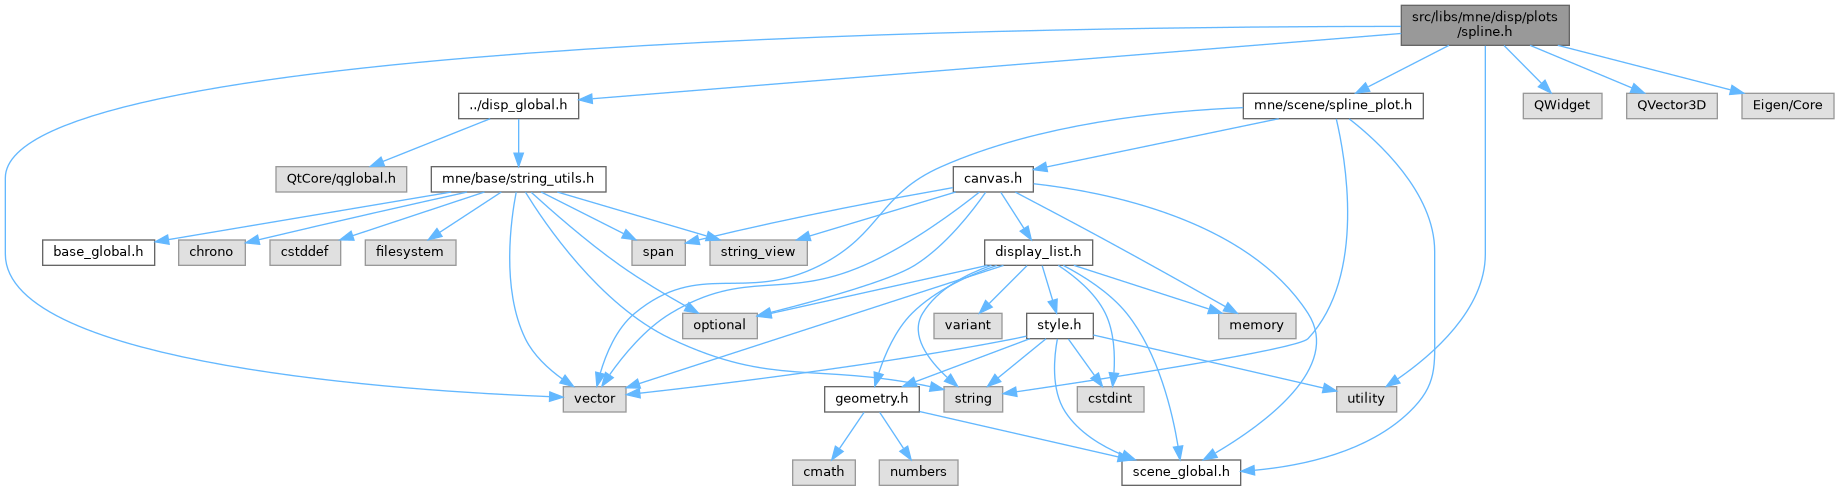 src/libs/mne/disp/plots
/spline.h
../disp_global.h
mne/scene/spline_plot.h
QWidget
QVector3D
Eigen/Core
QtCore/qglobal.h
mne/base/string_utils.h
canvas.h
base_global.h
chrono
cstddef
filesystem
span
string_view
display_list.h
optional
variant
style.h
memory
vector
geometry.h
string
cstdint
utility
cmath
numbers
scene_global.h